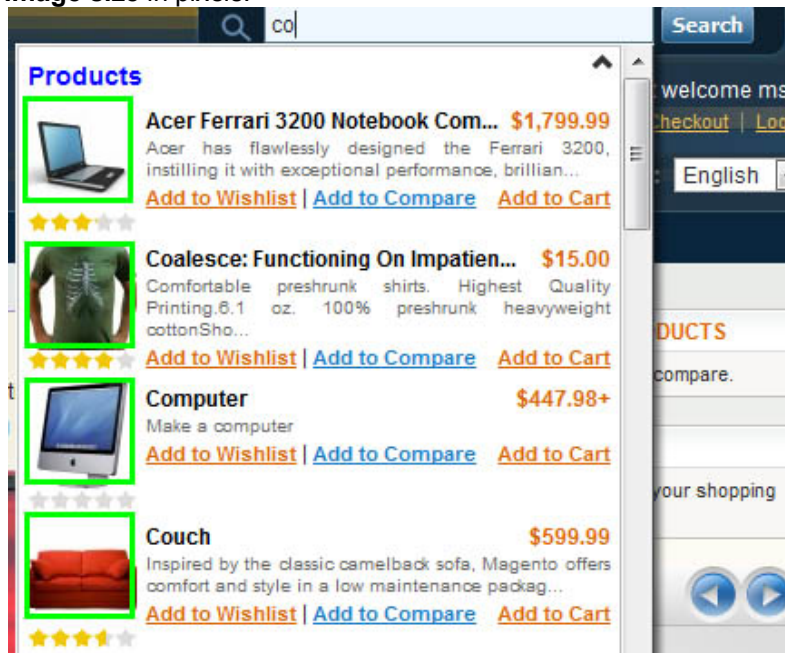 Image size in pixels.
co
Search
Products
welcome ms
Checkout | Loc
English
Acer Ferrari 3200 Notebook Com... $1,799.99
Acer has flawlessly designed the Ferrari 3200,
instilling it with exceptional performance, brillian...
Add to Wishlist | Add to Compare Add to Cart
Coalesce: Functioning On Impatien... $15.00
Comfortable preshrunk shirts. Highest Quality
Printing.6.1 oz. 100% preshrunk heavyweight
cottonSho...
Add to Wishlist | Add to Compare Add to Cart
DUCTS
compare.
Computer $447.98+
Make a computer
Add to Wishlist | Add to Compare Add to Cart
your shopping
Couch $599.99
Inspired by the classic camelback sofa, Magento offers
comfort and style in a low maintenance packag...
Add to Wishlist | Add to Compare Add to Cart